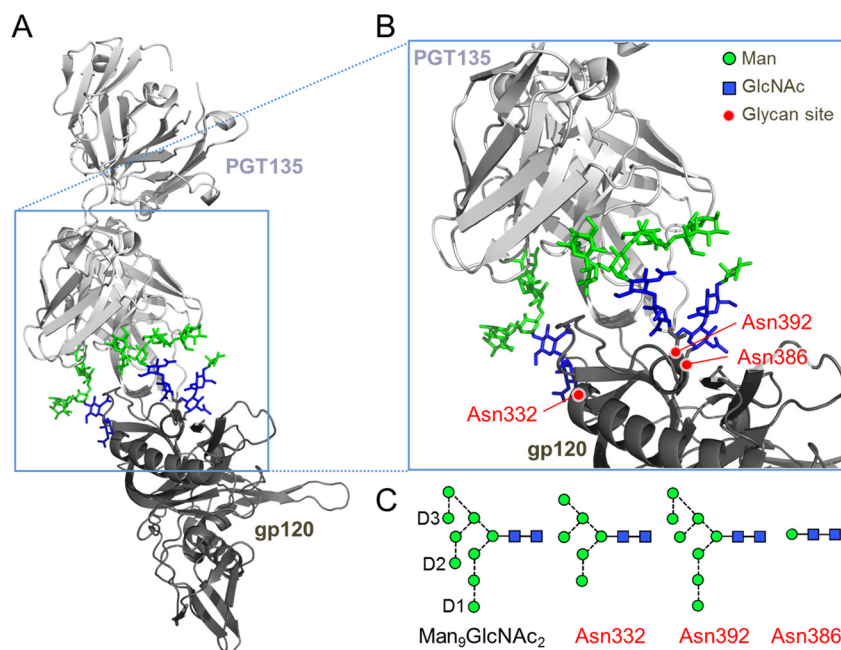 A
PGT135
gp120
B
PGT135
Man
GlcNAc
Glycan site
Asn392
Asn386
Asn332
gp120
C
D3
D2
D1
Man₉GlcNAc₂
Asn332
Asn392
Asn386